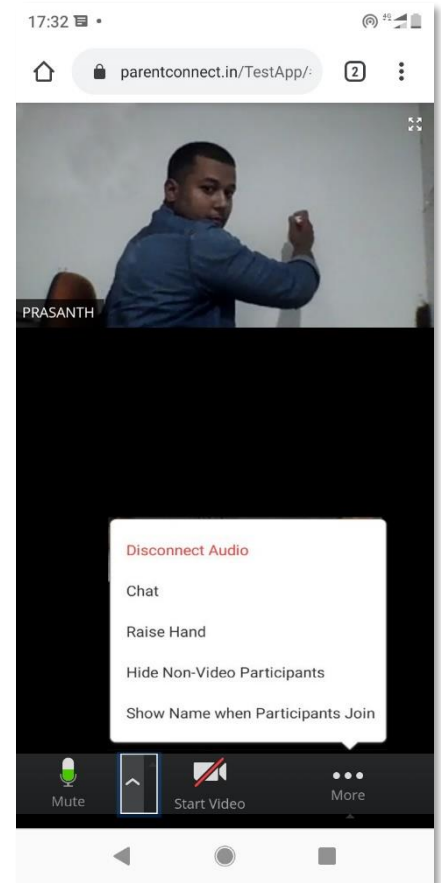 17:32
4G
parentconnect.in/TestApp/
2
PRASANTH
Disconnect Audio
Chat
Raise Hand
Hide Non-Video Participants
Show Name when Participants Join
Mute
Start Video
More